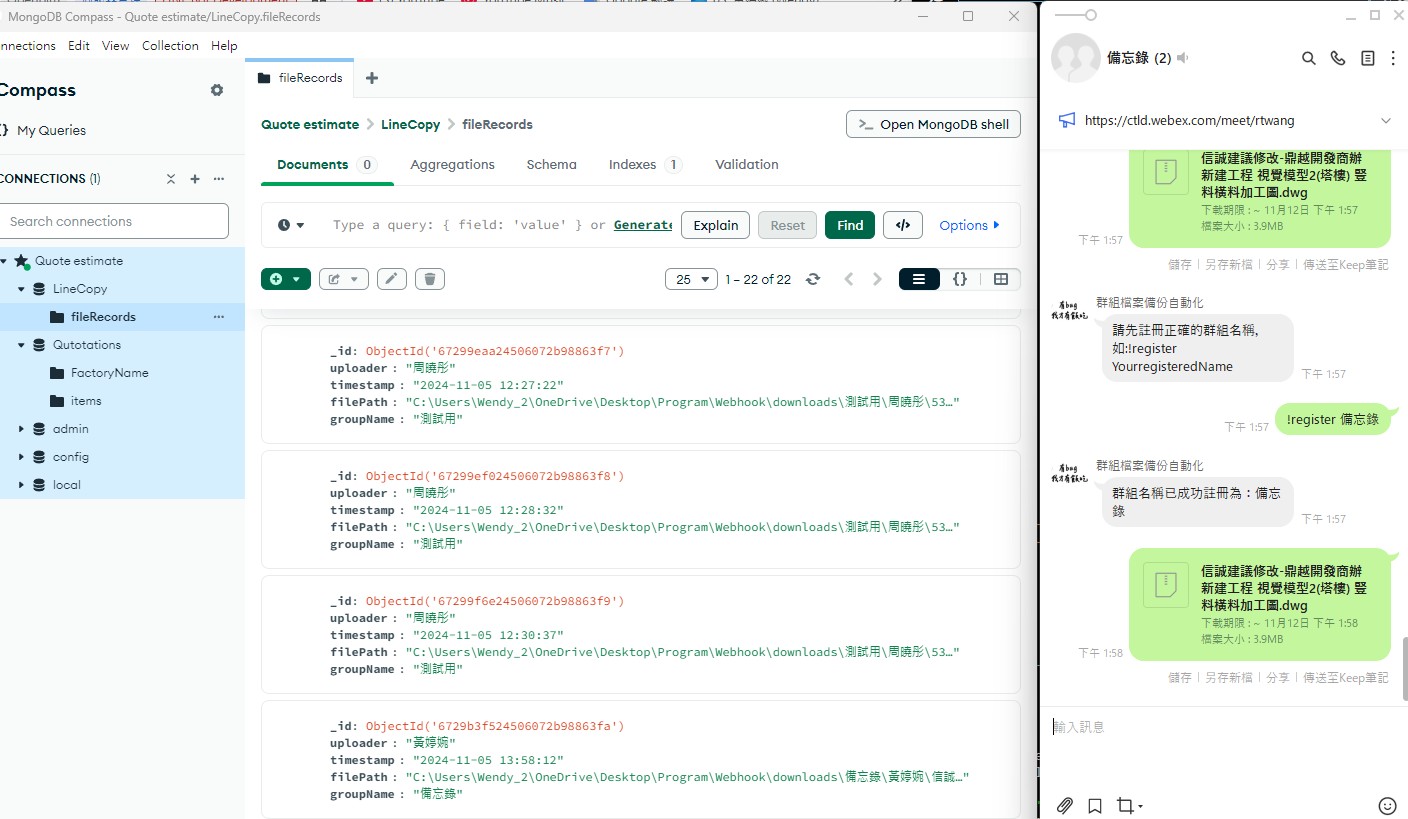 MongoDB Compass - Quote estimate/LineCopy.fileRecords
nnections Edit View Collection Help
Compass
{} My Queries
CONNECTIONS (1)
Search connections
Quote estimate
LineCopy
fileRecords
Qutotations
FactoryName
items
admin
config
local
fileRecords
Quote estimate > LineCopy > fileRecords
>_ Open MongoDB shell
Documents 0 Aggregations Schema Indexes 1 Validation
Type a query: { field: 'value' } or Generate
Explain Reset Find </> Options
25 1 – 22 of 22 {}
_id: ObjectId('67299eaa24506072b98863f7')
uploader : "周曉彤"
timestamp : "2024-11-05 12:27:22"
filePath : "C:\Users\Wendy_2\OneDrive\Desktop\Program\Webhook\downloads\測試用\周曉彤\53…"
groupName : "測試用"
_id: ObjectId('67299ef024506072b98863f8')
uploader : "周曉彤"
timestamp : "2024-11-05 12:28:32"
filePath : "C:\Users\Wendy_2\OneDrive\Desktop\Program\Webhook\downloads\測試用\周曉彤\53…"
groupName : "測試用"
_id: ObjectId('67299f6e24506072b98863f9')
uploader : "周曉彤"
timestamp : "2024-11-05 12:30:37"
filePath : "C:\Users\Wendy_2\OneDrive\Desktop\Program\Webhook\downloads\測試用\周曉彤\53…"
groupName : "測試用"
_id: ObjectId('6729b3f524506072b98863fa')
uploader : "黃婷婉"
timestamp : "2024-11-05 13:58:12"
filePath : "C:\Users\Wendy_2\OneDrive\Desktop\Program\Webhook\downloads\備忘錄\黃婷婉\信誠…"
groupName : "備忘錄"
備忘錄 (2)
https://ctld.webex.com/meet/rtwang
信誠建議修改-鼎越開發商辦
新建工程 視覺模型2(塔樓) 豎
料橫料加工圖.dwg
下載期限 : ~ 11月12日 下午 1:57
檔案大小 : 3.9MB
下午 1:57
儲存 | 另存新檔 | 分享 | 傳送至Keep筆記
群組檔案備份自動化
請先註冊正確的群組名稱,
如:!register
YourregisteredName
下午 1:57
!register 備忘錄
下午 1:57
群組檔案備份自動化
群組名稱已成功註冊為：備忘
錄
下午 1:57
信誠建議修改-鼎越開發商辦
新建工程 視覺模型2(塔樓) 豎
料橫料加工圖.dwg
下載期限 : ~ 11月12日 下午 1:58
檔案大小 : 3.9MB
下午 1:58
儲存 | 另存新檔 | 分享 | 傳送至Keep筆記
輸入訊息